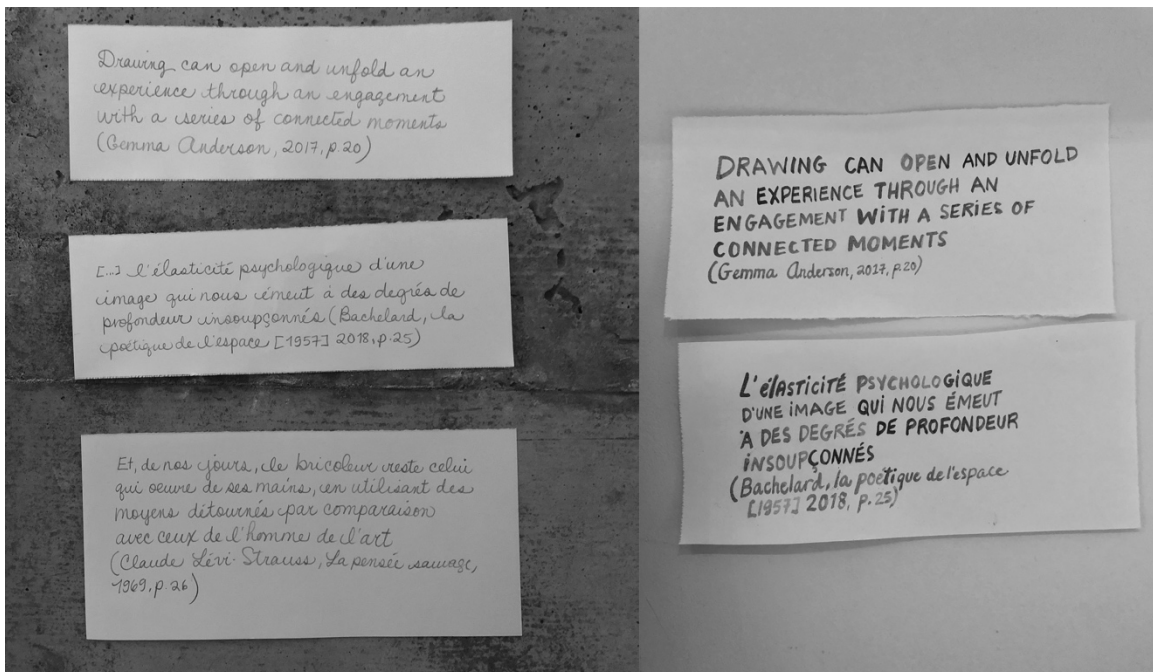 Drawing can open and unfold an
experience through an engagement
with a series of connected moments
(Gemma Anderson, 2017, p.20)
[...] l'élasticité psychologique d'une
image qui nous émeut à des degrés de
profondeur insoupçonnés (Bachelard, la
poétique de l'espace [1957] 2018, p.25)
Et, de nos jours, le bricoleur reste celui
qui oeuvre de ses mains, en utilisant des
moyens détournés par comparaison
avec ceux de l'homme de l'art
(Claude Lévi-Strauss, La pensée sauvage,
1969, p.26)
DRAWING CAN OPEN AND UNFOLD
AN EXPERIENCE THROUGH AN
ENGAGEMENT WITH A SERIES OF
CONNECTED MOMENTS
(Gemma Anderson, 2017, p.20)
L'éLASTICITÉ PSYCHOLOGIQUE
D'UNE IMAGE QUI NOUS ÉMEUT
À DES DEGRÉS DE PROFONDEUR
INSOUPÇONNÉS
(Bachelard, la poétique de l'espace
[1957] 2018, p.25)